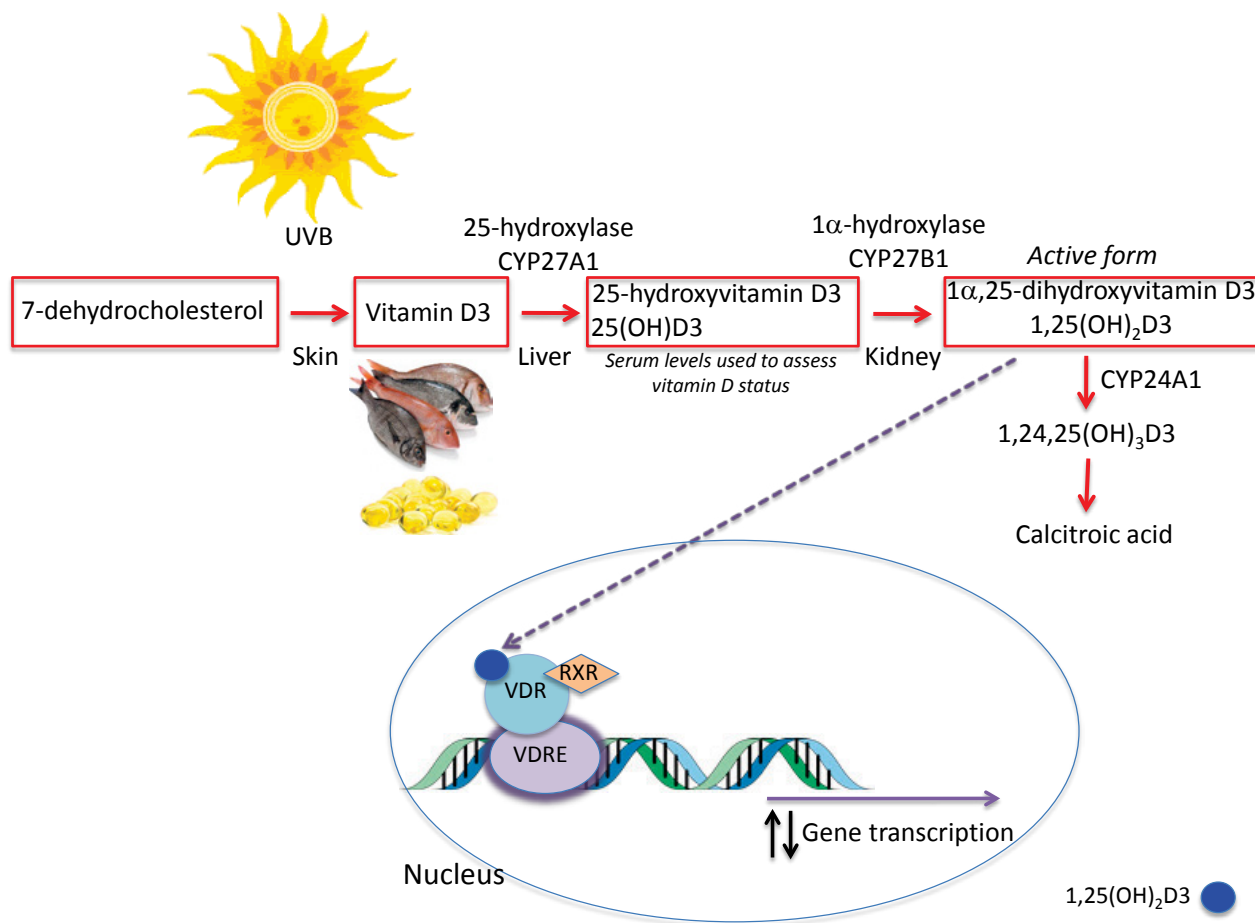 UVB
25-hydroxylase
CYP27A1
1α-hydroxylase
CYP27B1
Active form
7-dehydrocholesterol
Vitamin D3
25-hydroxyvitamin D3
25(OH)D3
1α,25-dihydroxyvitamin D3
1,25(OH)₂D3
Skin
Liver
Serum levels used to assess
vitamin D status
Kidney
CYP24A1
1,24,25(OH)₃D3
Calcitroic acid
RXR
VDR
VDRE
Gene transcription
Nucleus
1,25(OH)₂D3